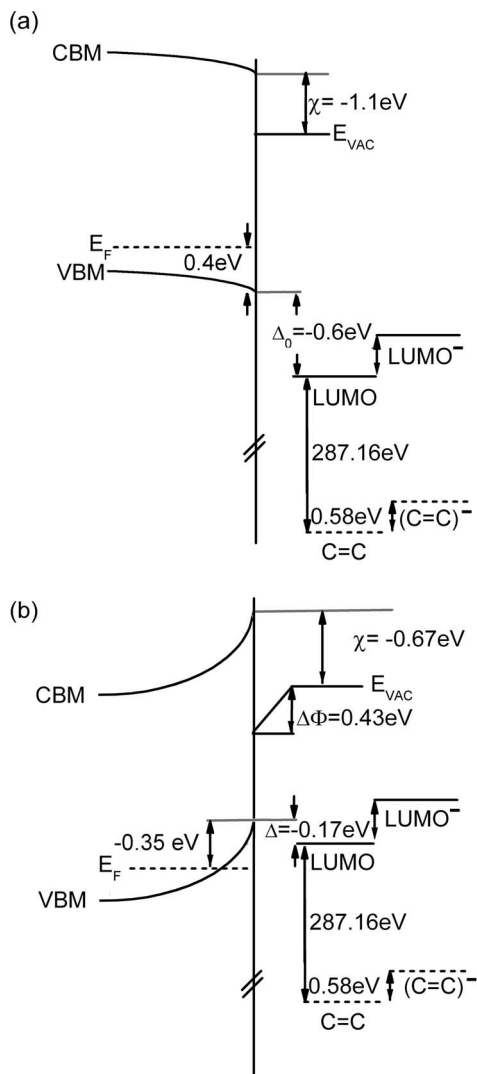 (a)
CBM
χ= -1.1eV
E_VAC
E_F
0.4eV
VBM
Δ₀=-0.6eV
LUMO⁻
LUMO
287.16eV
0.58eV
(C=C)⁻
C=C
(b)
χ= -0.67eV
CBM
E_VAC
ΔΦ=0.43eV
-0.35 eV
Δ=-0.17eV
LUMO⁻
E_F
LUMO
VBM
287.16eV
0.58eV
(C=C)⁻
C=C